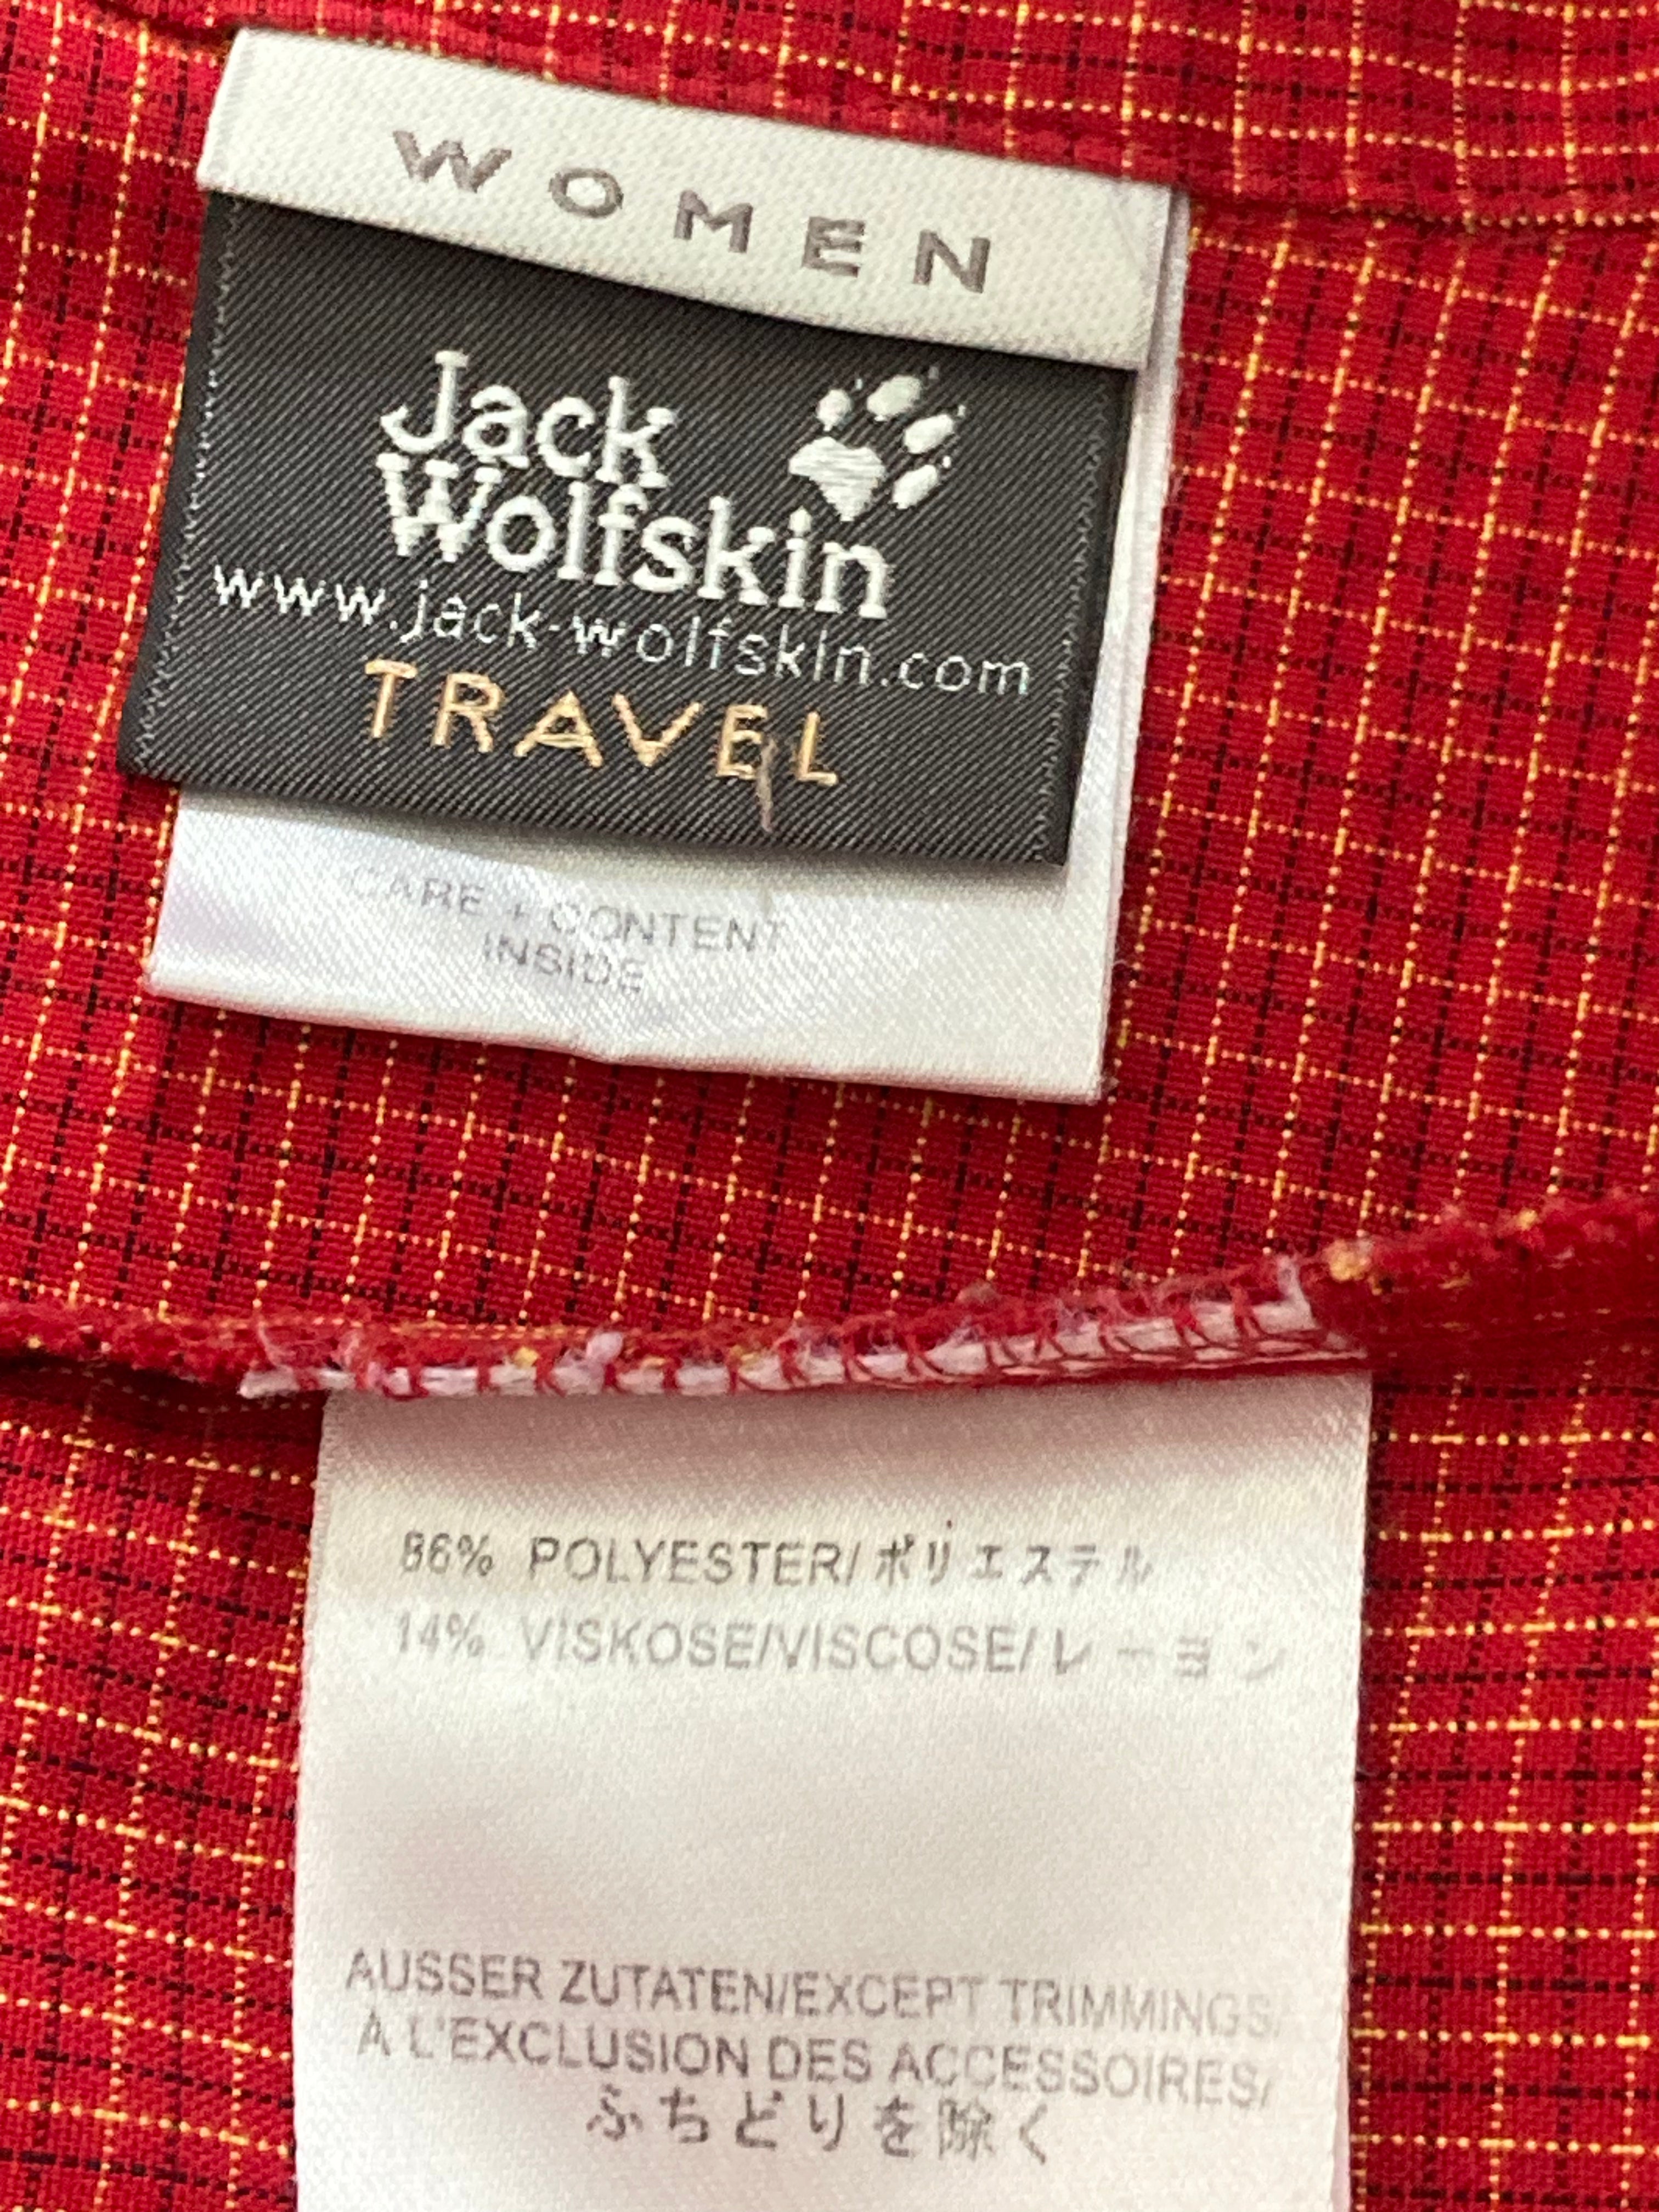 WOMEN
Jack
Wolfskin
www.jack-wolfskin.com
TRAVEL
CARE + CONTENT
INSIDE
86% POLYESTER/ポリエステル
14% VISKOSE/VISCOSE/レーヨン
AUSSER ZUTATEN/EXCEPT TRIMMINGS/
A L'EXCLUSION DES ACCESSOIRES/
ふちどりを除く